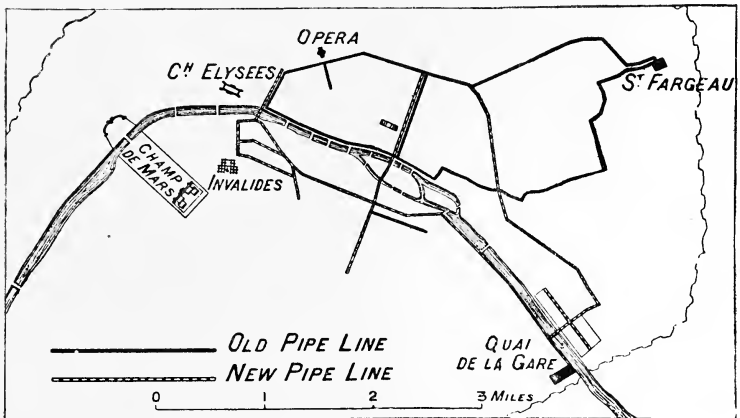 OPERA
CH ELYSEES
ST FARGEAU
CHAMP
DE MARS
INVALIDES
OLD PIPE LINE
NEW PIPE LINE
QUAI
DE LA GARE
0 1 2 3 MILES